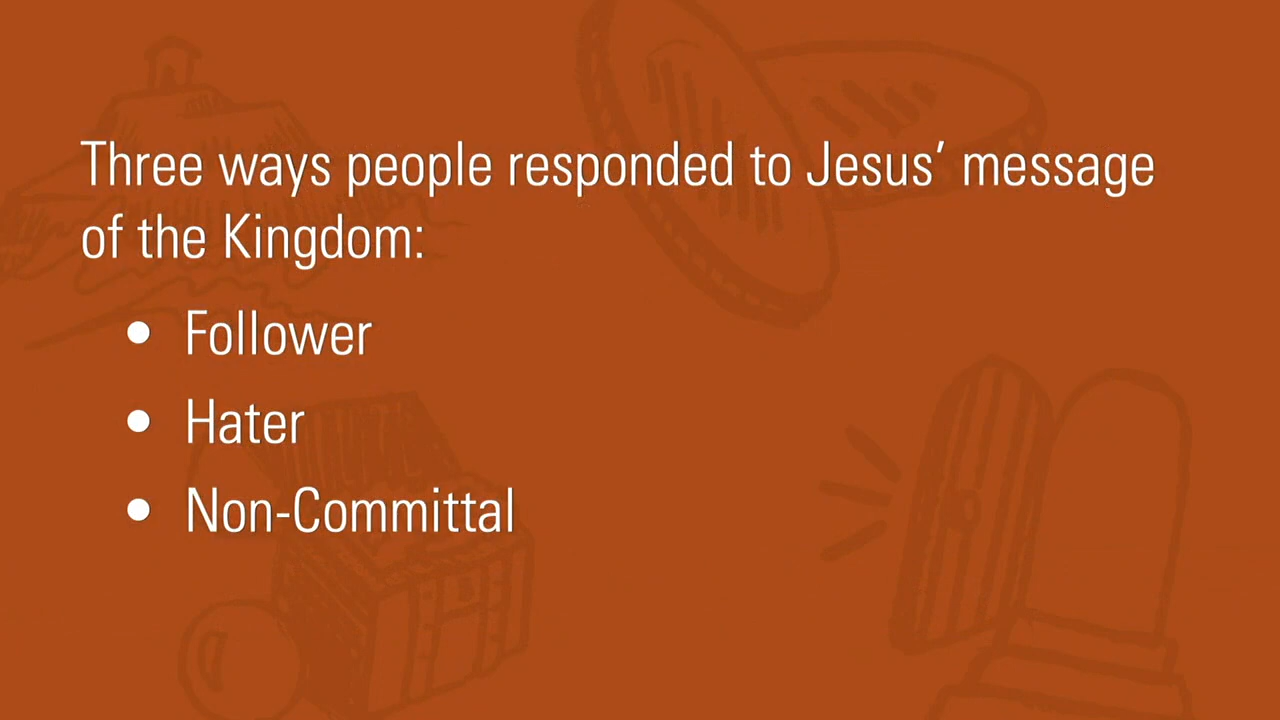 Three ways people responded to Jesus’ message
of the Kingdom:
• Follower
• Hater
• Non-Committal